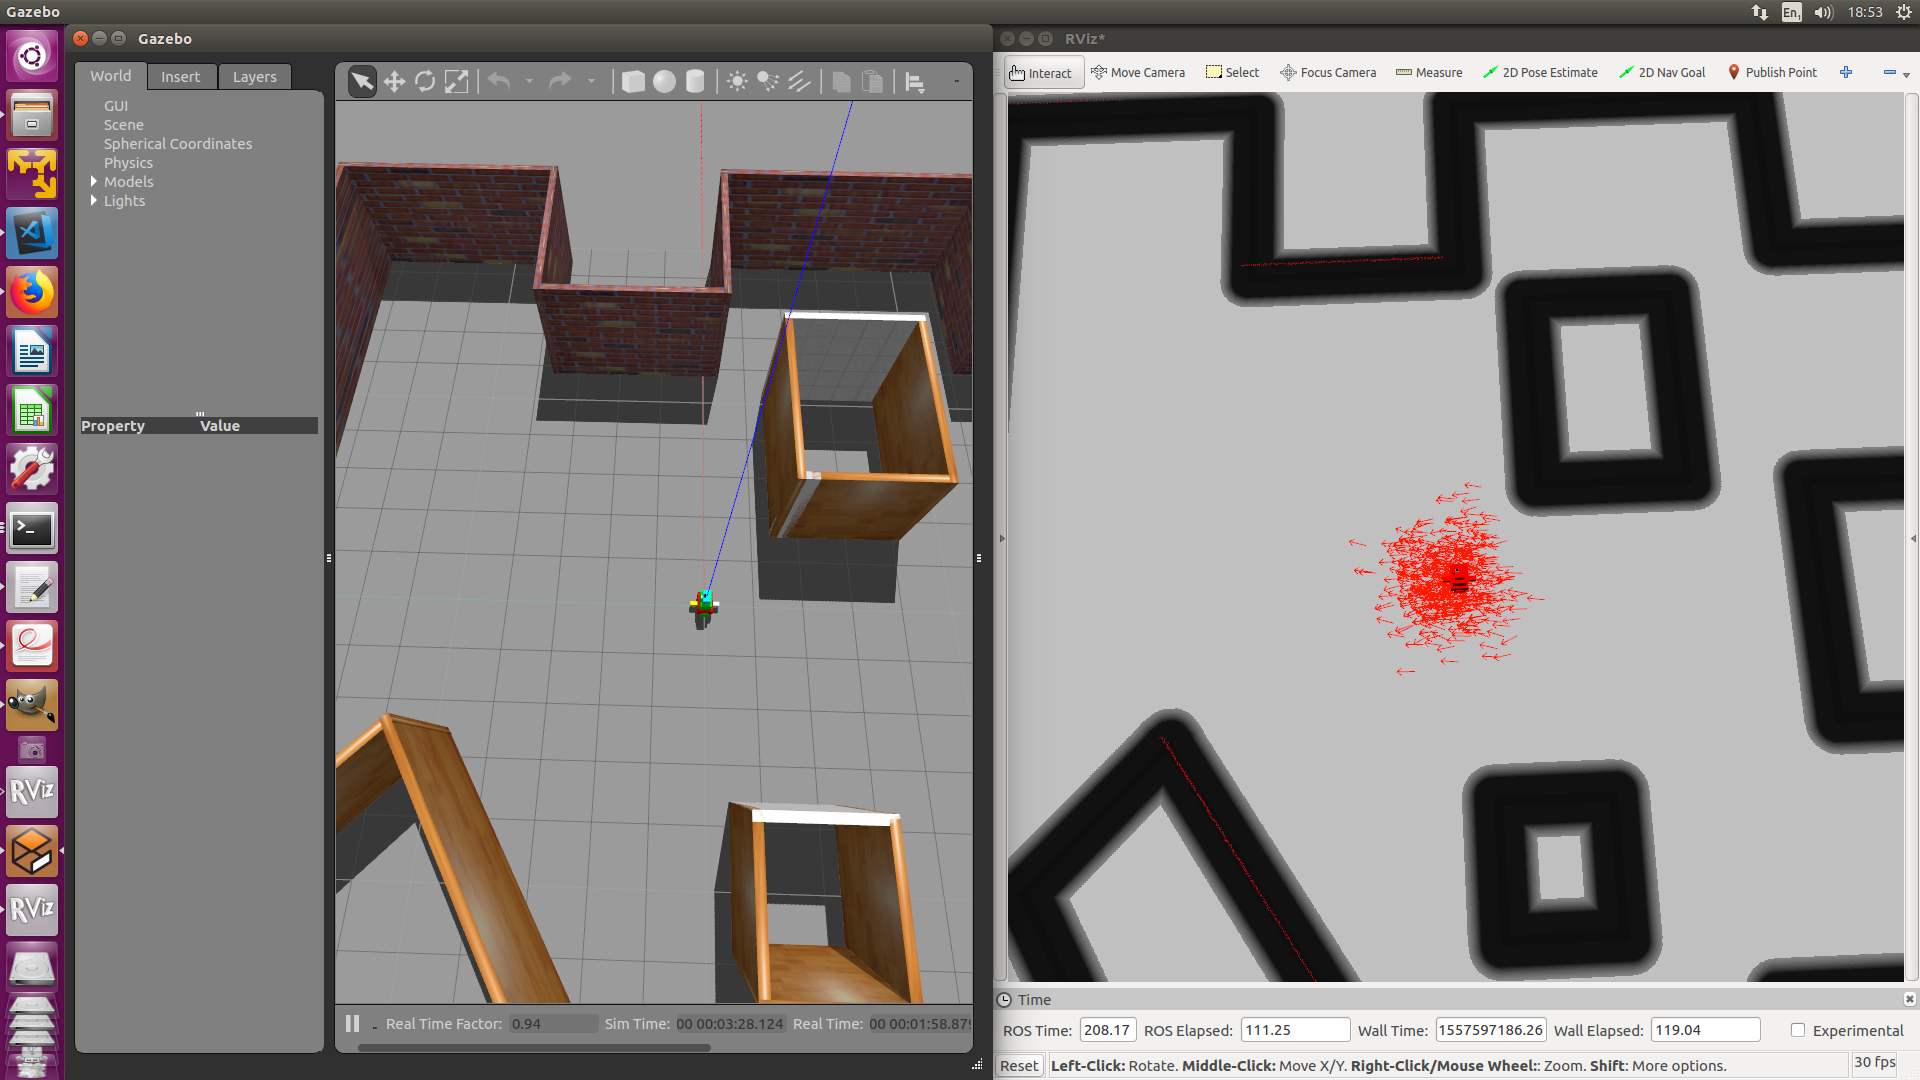 Gazebo
En1
18:53
Gazebo
RViz*
World
Insert
Layers
GUI
Scene
Spherical Coordinates
Physics
Models
Lights
Property
Value
Interact
Move Camera
Select
Focus Camera
Measure
2D Pose Estimate
2D Nav Goal
Publish Point
RViz
RViz
Real Time Factor:
0.94
Sim Time:
00 00:03:28.124
Real Time:
00 00:01:58.879
Time
ROS Time:
208.17
ROS Elapsed:
111.25
Wall Time:
1557597186.26
Wall Elapsed:
119.04
Experimental
Reset
Left-Click: Rotate. Middle-Click: Move X/Y. Right-Click/Mouse Wheel:: Zoom. Shift: More options.
30 fps